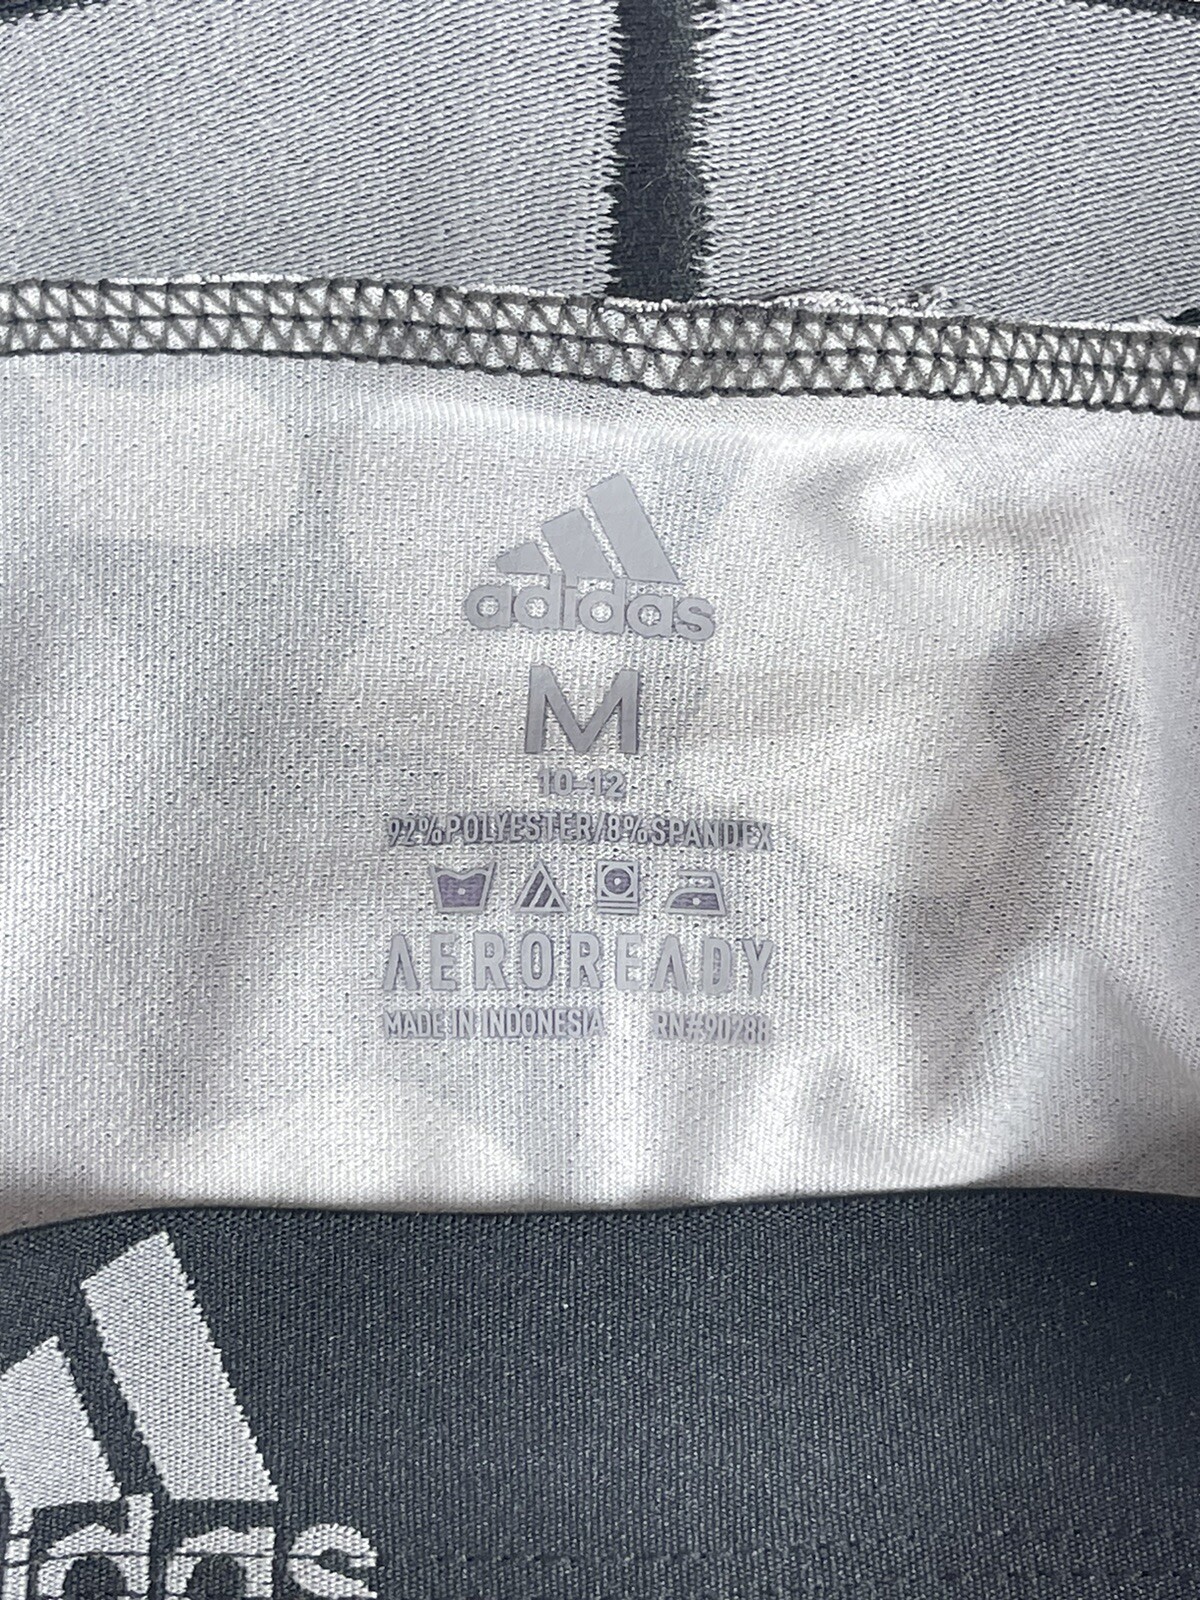 adidas
M
10-12
92%POLYESTER/8%SPANDEX
AEROREADY
MADE IN INDONESIA RN#90288
adidas